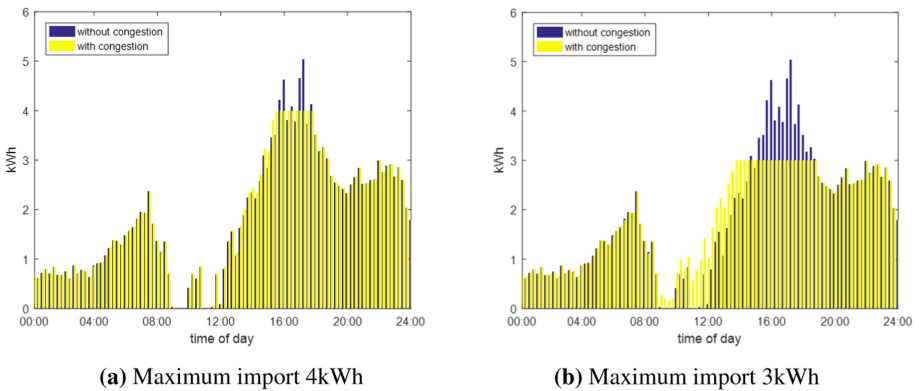 6
5
4
3
2
1
0
kWh
without congestion
with congestion
00:00 04:00 08:00 12:00 16:00 20:00 24:00
time of day
(a) Maximum import 4kWh
6
5
4
3
2
1
0
kWh
without congestion
with congestion
00:00 04:00 08:00 12:00 16:00 20:00 24:00
time of day
(b) Maximum import 3kWh